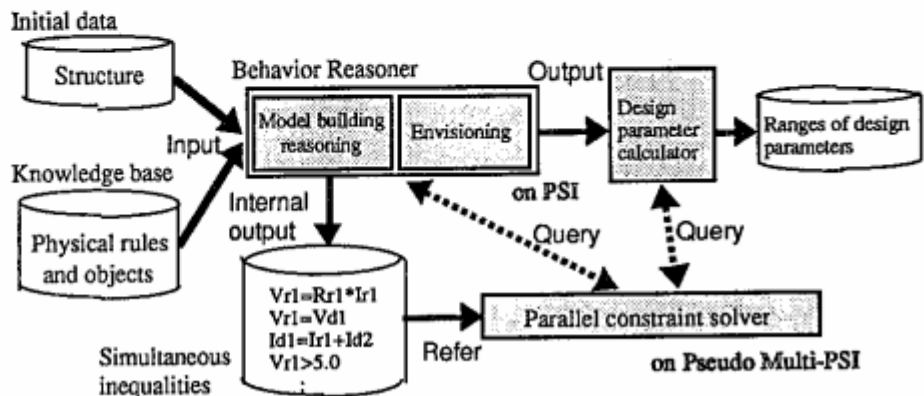 Initial data
Structure
Behavior Reasoner
Output
Model building
reasoning
Envisioning
Design
parameter
calculator
Ranges of design
parameters
Input
Knowledge base
on PSI
Physical rules
and objects
Internal
output
Query
Query
Vr1=Rr1*Ir1
Vr1=Vd1
Id1=Ir1+Id2
Vr1>5.0
:
Parallel constraint solver
Refer
on Pseudo Multi-PSI
Simultaneous
inequalities